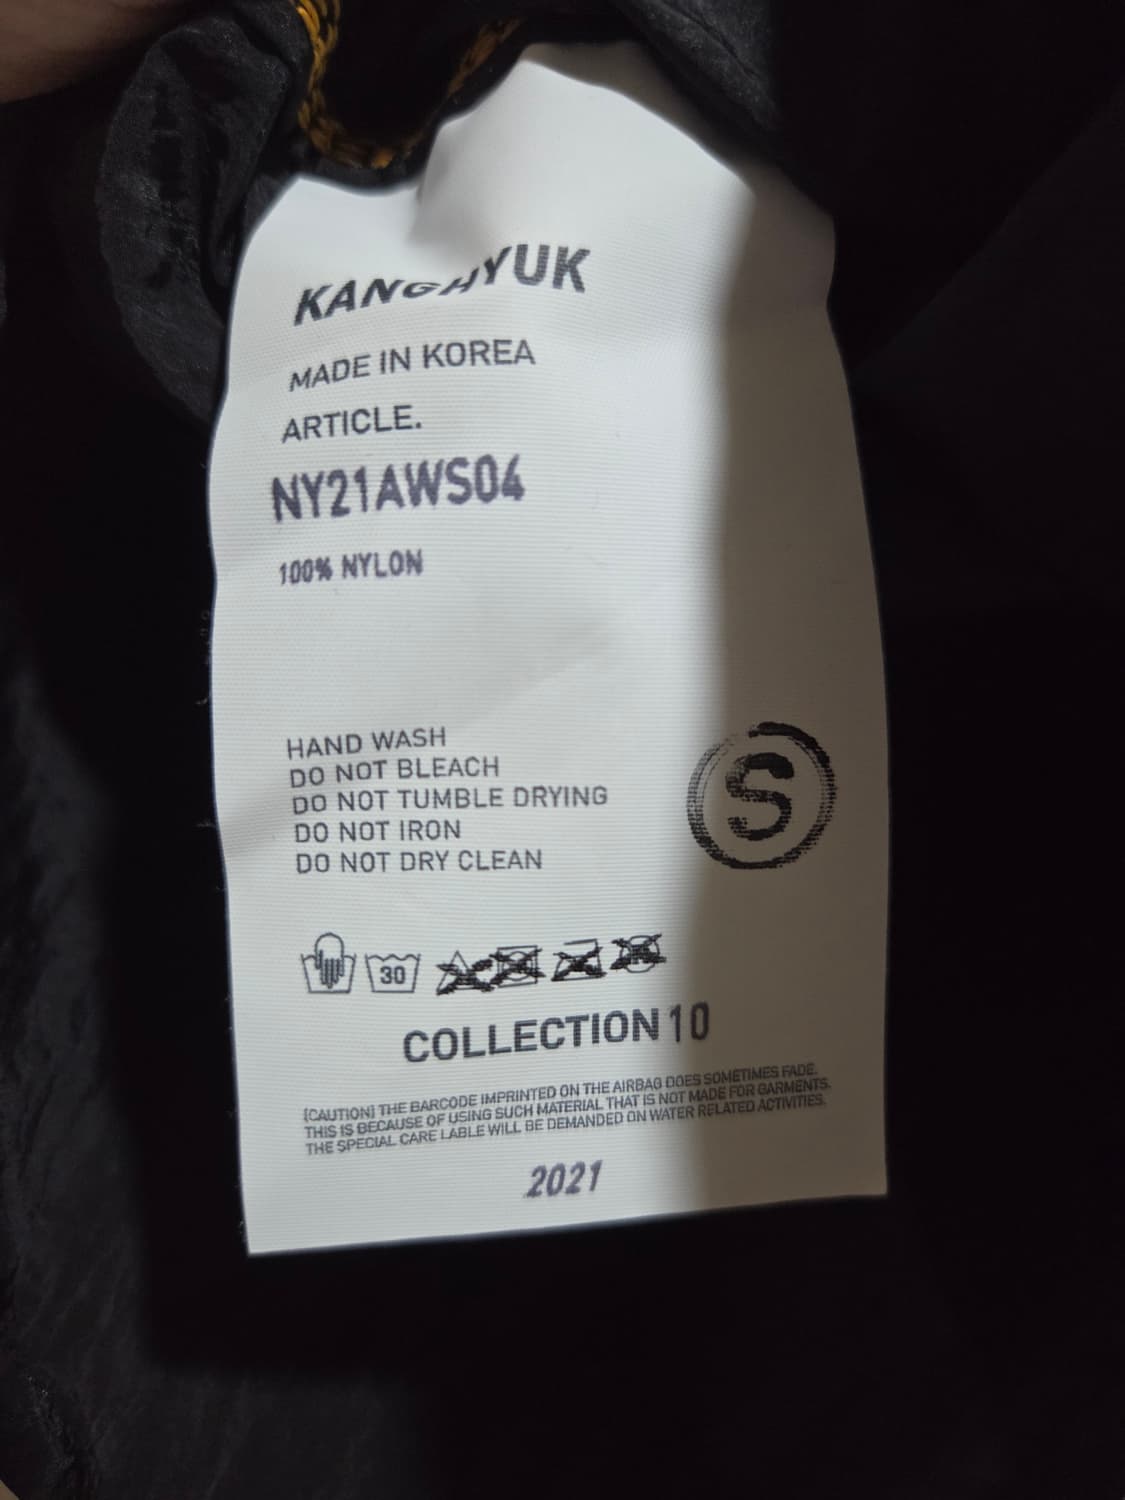 KANGHYUK
MADE IN KOREA
ARTICLE.
NY21AWS04
100% NYLON
HAND WASH
DO NOT BLEACH
DO NOT TUMBLE DRYING
DO NOT IRON
DO NOT DRY CLEAN
S
30
COLLECTION 10
[CAUTION] THE BARCODE IMPRINTED ON THE AIRBAG DOES SOMETIMES FADE.
THIS IS BECAUSE OF USING SUCH MATERIAL THAT IS NOT MADE FOR GARMENTS.
THE SPECIAL CARE LABLE WILL BE DEMANDED ON WATER RELATED ACTIVITIES.
2021